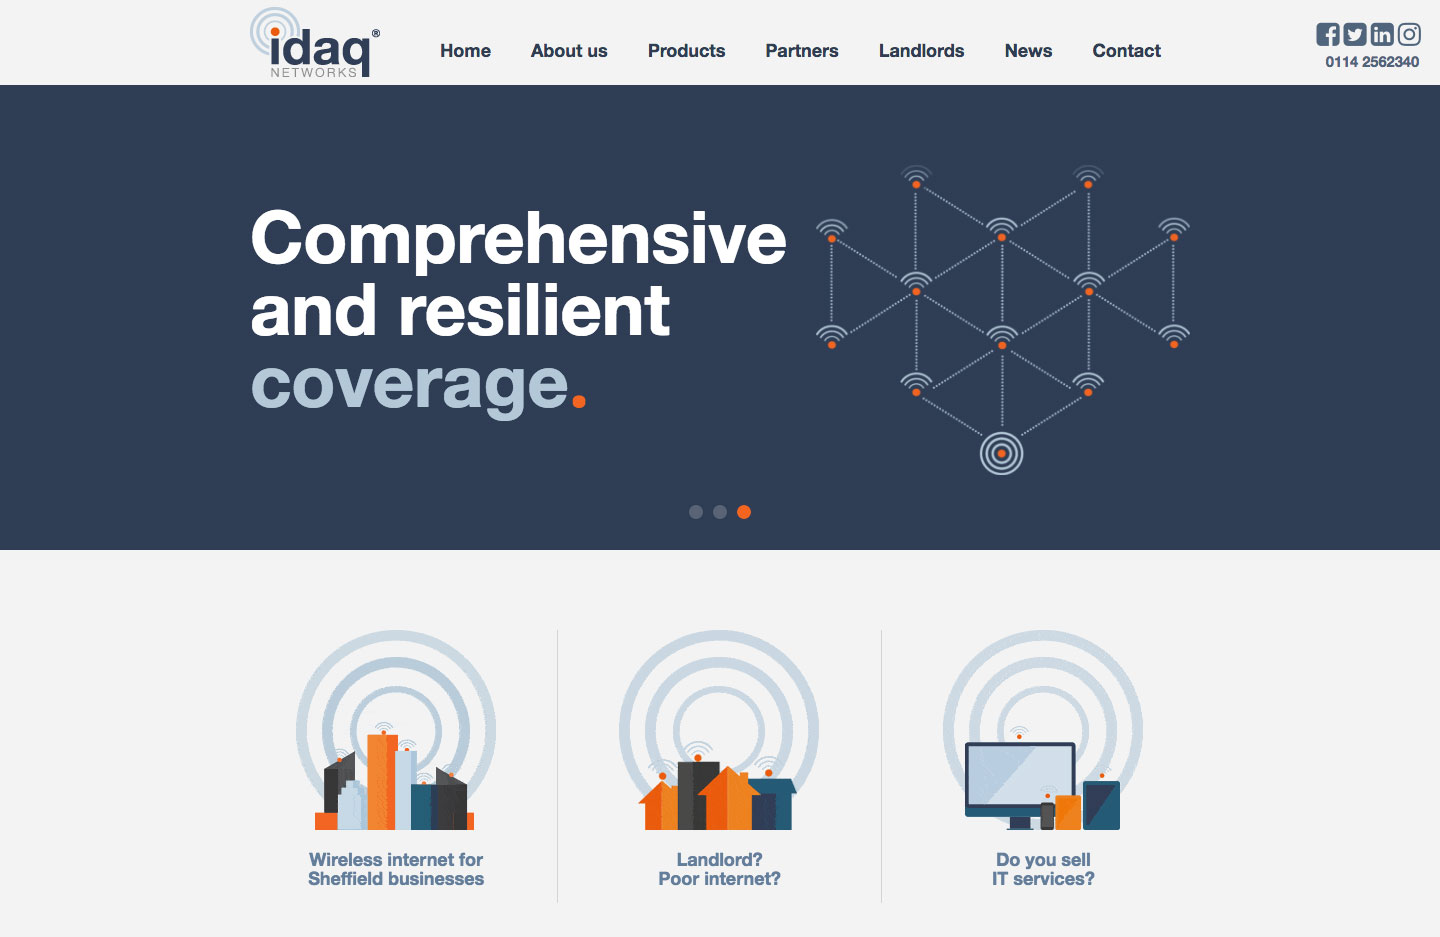 idaq®
NETWORKS
Home About us Products Partners Landlords News Contact
0114 2562340
Comprehensive
and resilient
coverage.
Wireless internet for
Sheffield businesses
Landlord?
Poor internet?
Do you sell
IT services?